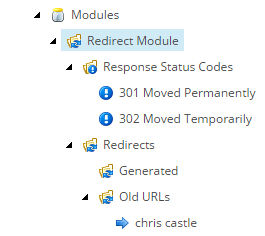 Modules
Redirect Module
Response Status Codes
301 Moved Permanently
302 Moved Temporarily
Redirects
Generated
Old URLs
chris castle